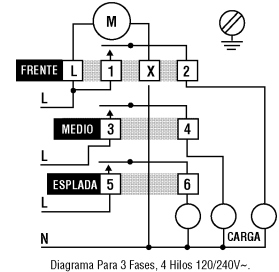 M
FRENTE L 1 X 2
L
MEDIO 3 4
L
ESPLADA 5 6
L
CARGA
N
Diagrama Para 3 Fases, 4 Hilos 120/240V~.